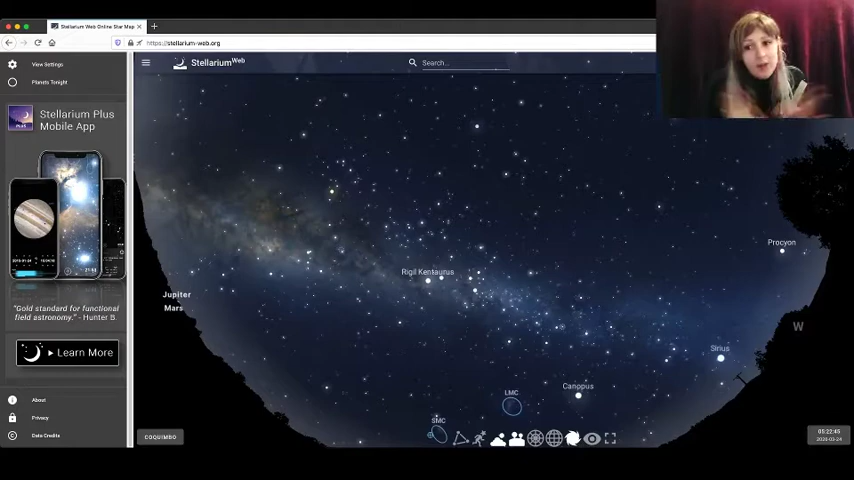 Stellarium Web Online Star Map
https://stellarium-web.org
View Settings
Planets Tonight
Stellarium Plus
Mobile App
"Gold standard for functional
field astronomy." - Hunter B.
Learn More
About
Privacy
Data Credits
StellariumWeb
Search...
Procyon
Rigil Kentaurus
Jupiter
Mars
W
Sirius
Canopus
LMC
SMC
COQUIMBO
05:22:45
2020-03-24